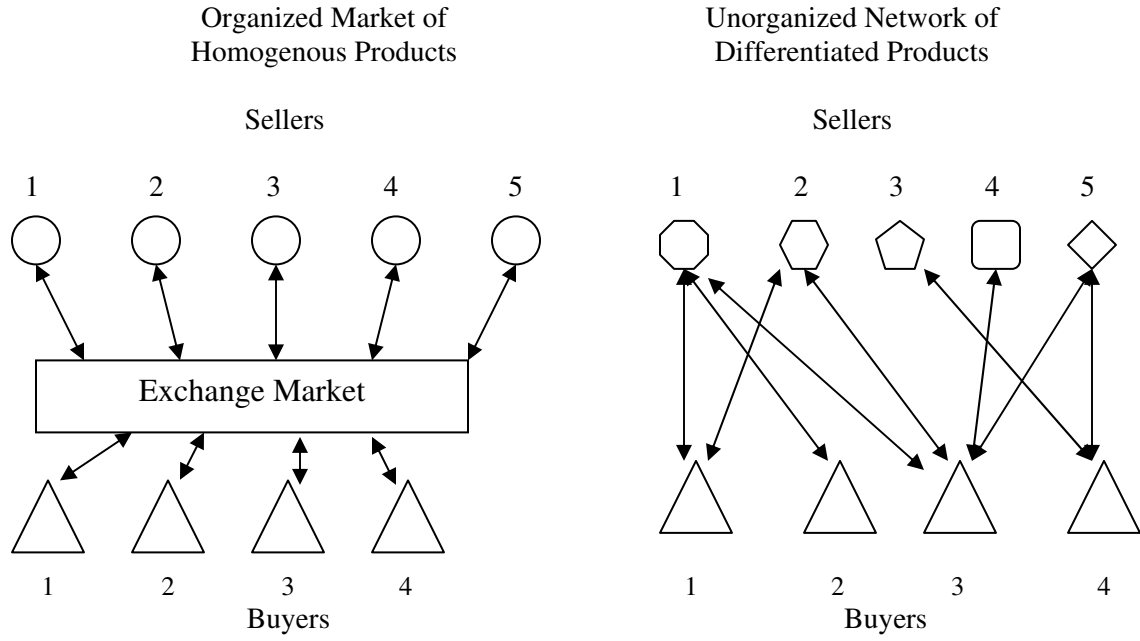 Organized Market of
Homogenous Products
Sellers
1 2 3 4 5
Exchange Market
1 2 3 4
Buyers
Unorganized Network of
Differentiated Products
Sellers
1 2 3 4 5
1 2 3 4
Buyers